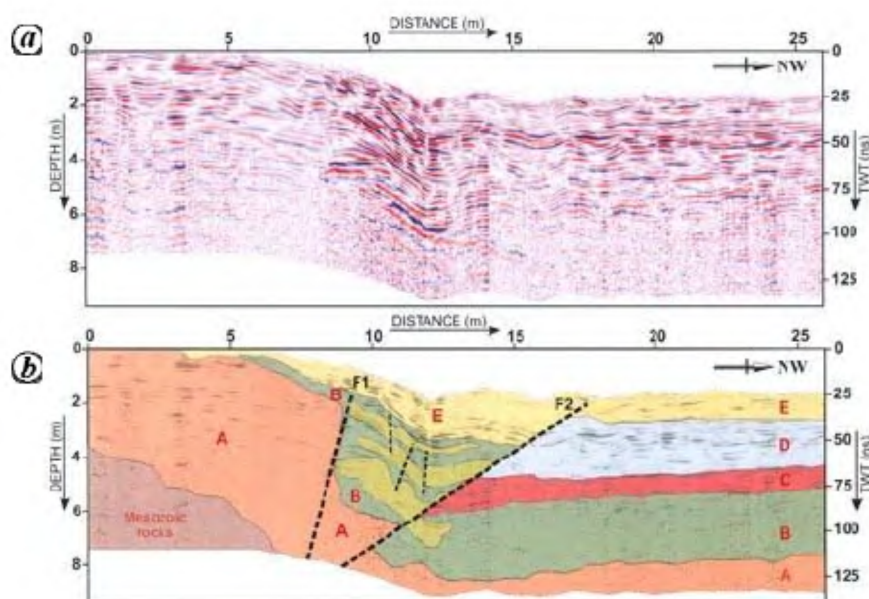 a
DISTANCE (m)
0 5 10 15 20 25
NW
DEPTH (m)
0
2
4
6
8
TWT (ns)
0
25
50
75
100
125
b
DISTANCE (m)
0 5 10 15 20 25
NW
DEPTH (m)
0
2
4
6
8
TWT (ns)
0
25
50
75
100
125
F1
B
E
F2
E
A
D
C
B
B
Mesozoic
rocks
A
A